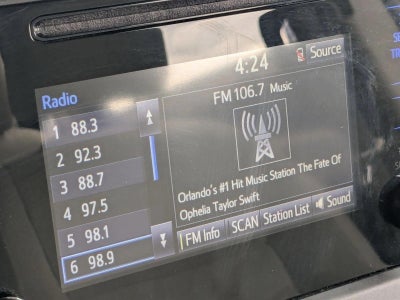 4:24
Source
Radio
FM 106.7 Music
1 88.3
2 92.3
3 88.7
4 97.5
5 98.1
6 98.9
Orlando's #1 Hit Music Station The Fate Of
Ophelia Taylor Swift
FM Info
SCAN
Station List
Sound